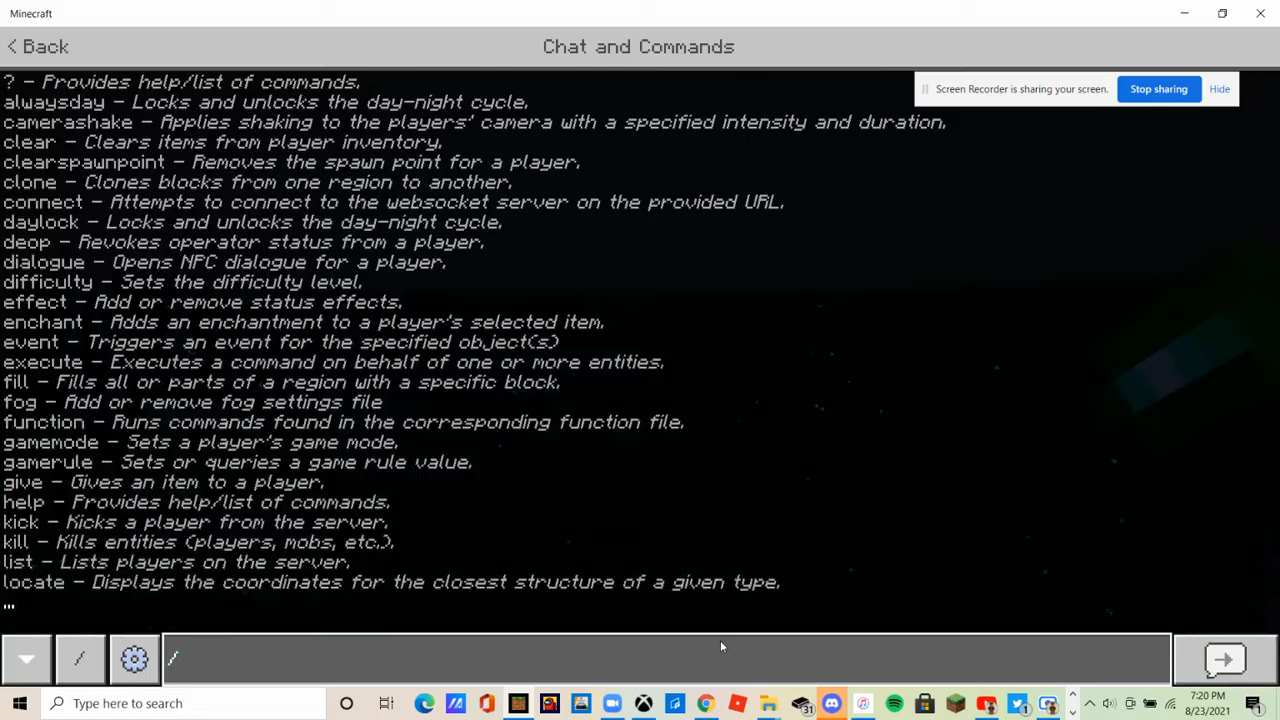 Minecraft
Back
Chat and Commands
? - Provides help/list of commands.
alwaysday - Locks and unlocks the day-night cycle.
camerashake - Applies shaking to the players' camera with a specified intensity and duration.
clear - Clears items from player inventory.
clearspawnpoint - Removes the spawn point for a player.
clone - Clones blocks from one region to another.
connect - Attempts to connect to the websocket server on the provided URL.
daylock - Locks and unlocks the day-night cycle.
deop - Revokes operator status from a player.
dialogue - Opens NPC dialogue for a player.
difficulty - Sets the difficulty level.
effect - Add or remove status effects.
enchant - Adds an enchantment to a player's selected item.
event - Triggers an event for the specified object(s)
execute - Executes a command on behalf of one or more entities.
fill - Fills all or parts of a region with a specific block.
fog - Add or remove fog settings file
function - Runs commands found in the corresponding function file.
gamemode - Sets a player's game mode.
gamerule - Sets or queries a game rule value.
give - Gives an item to a player.
help - Provides help/list of commands.
kick - Kicks a player from the server.
kill - Kills entities (players, mobs, etc.).
list - Lists players on the server.
locate - Displays the coordinates for the closest structure of a given type.
...
Screen Recorder is sharing your screen. Stop sharing Hide
/ /
Type here to search
31
1
7:20 PM
8/23/2021
1